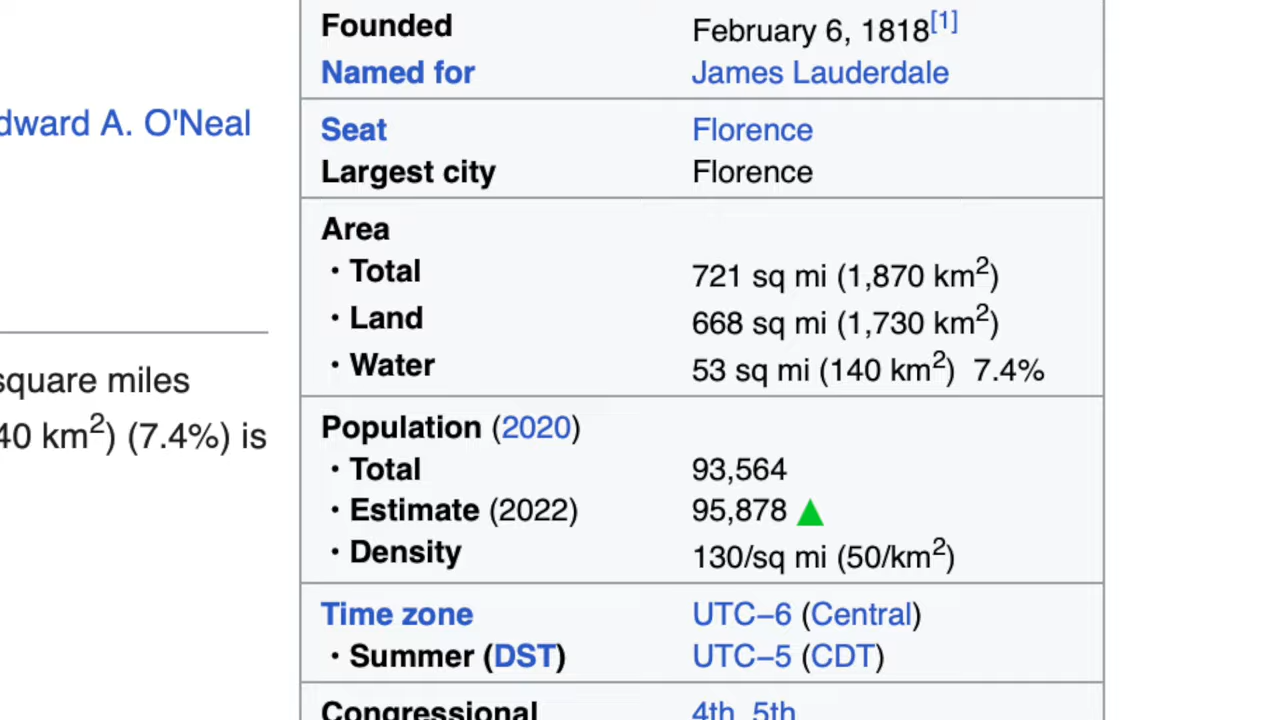 Founded February 6, 1818[1]
Named for James Lauderdale
dward A. O'Neal
Seat Florence
Largest city Florence
Area
• Total 721 sq mi (1,870 km²)
• Land 668 sq mi (1,730 km²)
• Water 53 sq mi (140 km²) 7.4%
square miles
40 km²) (7.4%) is
Population (2020)
• Total 93,564
• Estimate (2022) 95,878 ▲
• Density 130/sq mi (50/km²)
Time zone UTC−6 (Central)
• Summer (DST) UTC−5 (CDT)
Congressional 4th, 5th